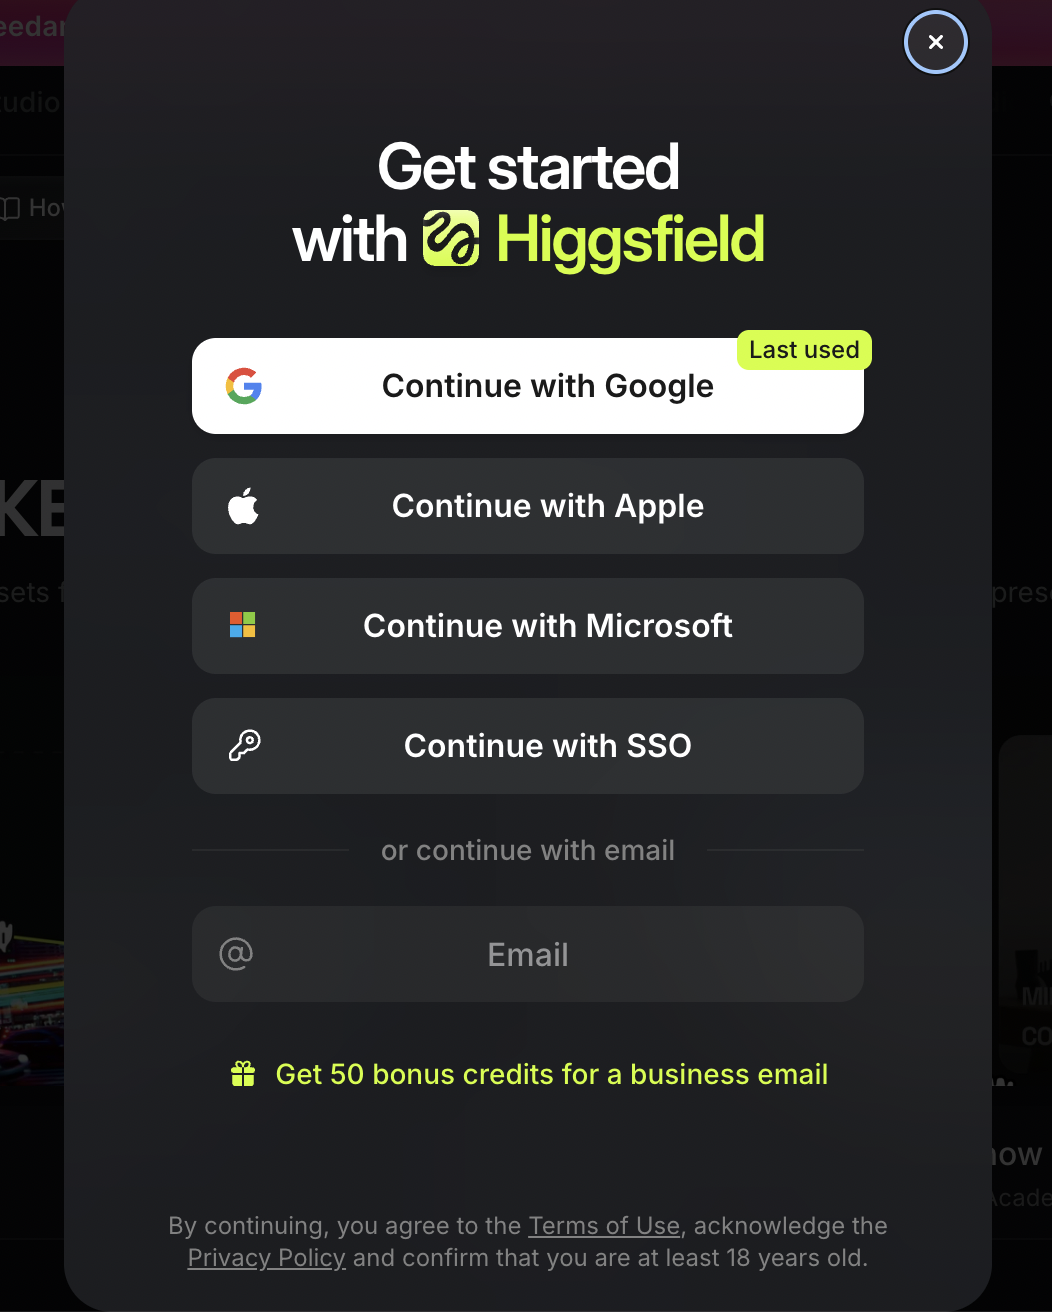 Get started
with Higgsfield
Last used
Continue with Google
Continue with Apple
Continue with Microsoft
Continue with SSO
or continue with email
@ Email
Get 50 bonus credits for a business email
By continuing, you agree to the Terms of Use, acknowledge the
Privacy Policy and confirm that you are at least 18 years old.